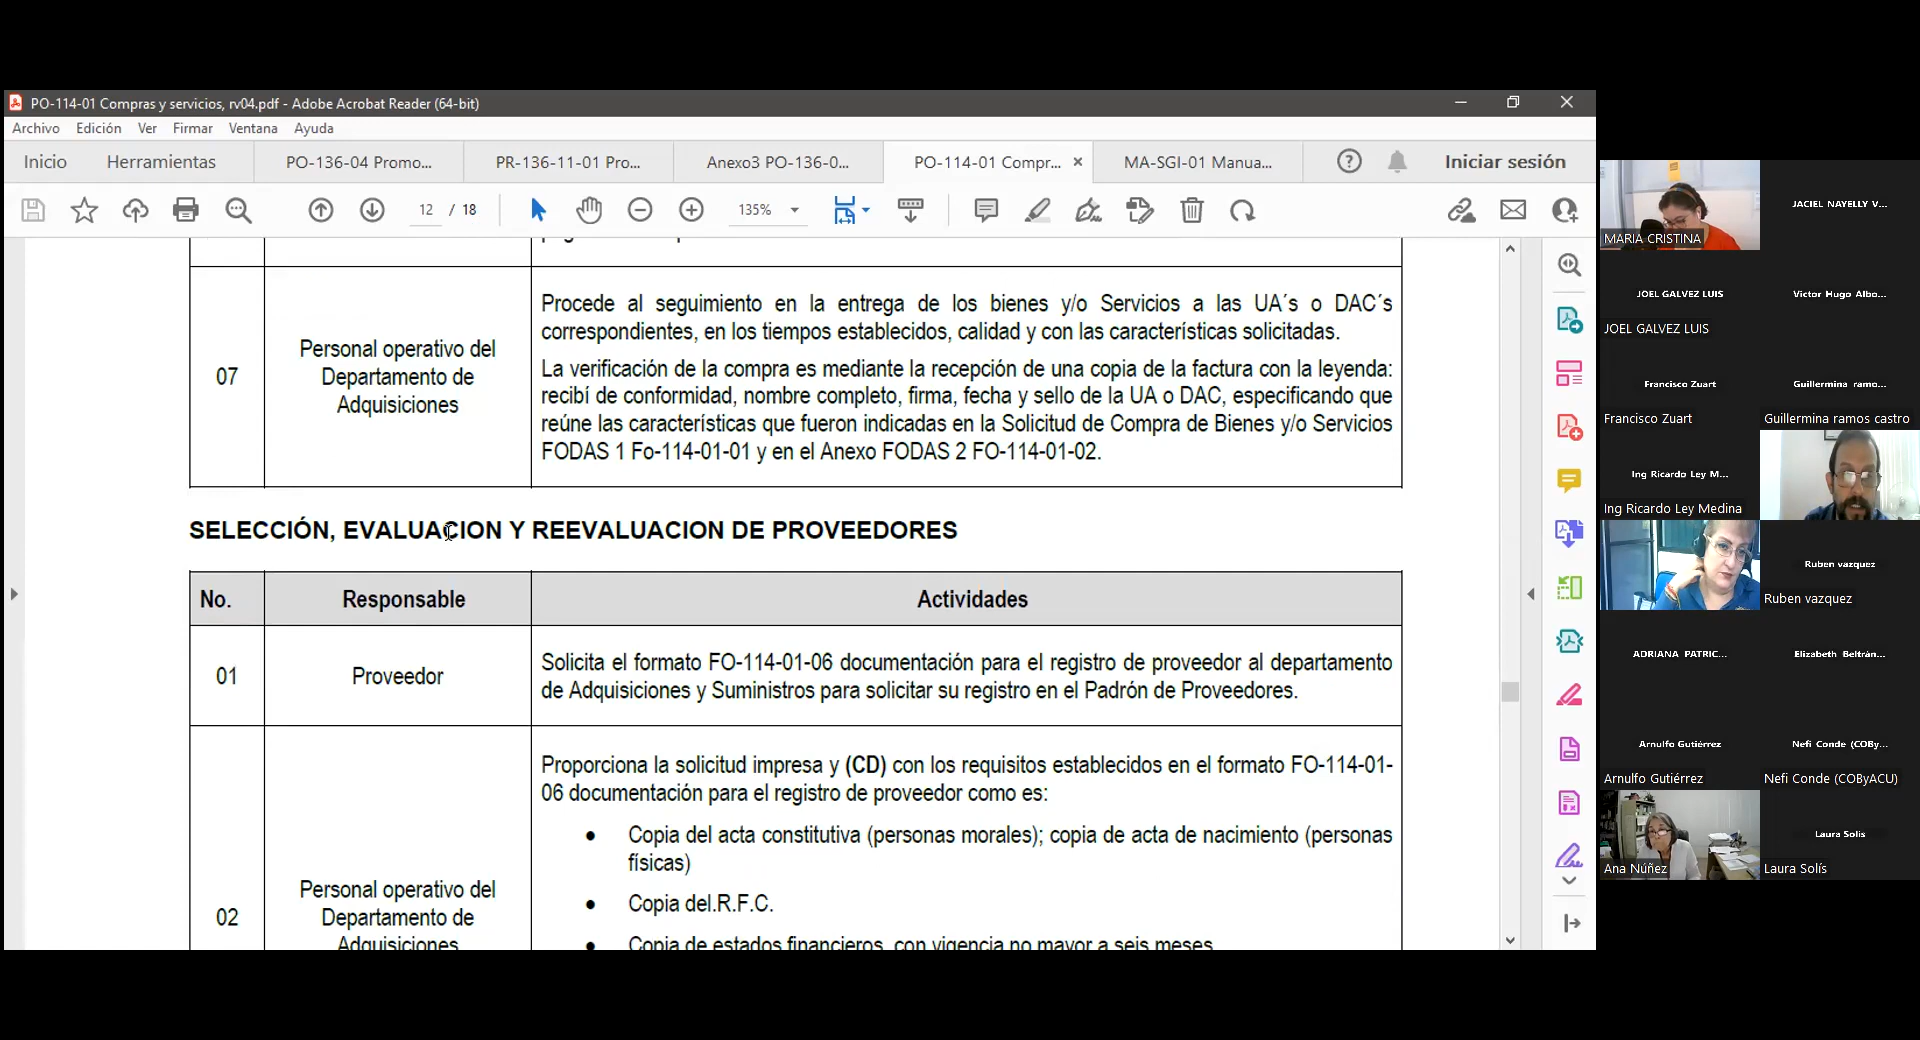 PO-114-01 Compras y servicios, rv04.pdf - Adobe Acrobat Reader (64-bit)
Archivo Edición Ver Firmar Ventana Ayuda
Inicio Herramientas PO-136-04 Promo... PR-136-11-01 Pro... Anexo3 PO-136-0... PO-114-01 Compr... MA-SGI-01 Manua... Iniciar sesión
12 / 18 135%
07
Personal operativo del
Departamento de
Adquisiciones
Procede al seguimiento en la entrega de los bienes y/o Servicios a las UA´s o DAC´s
correspondientes, en los tiempos establecidos, calidad y con las características solicitadas.
La verificación de la compra es mediante la recepción de una copia de la factura con la leyenda:
recibí de conformidad, nombre completo, firma, fecha y sello de la UA o DAC, especificando que
reúne las características que fueron indicadas en la Solicitud de Compra de Bienes y/o Servicios
FODAS 1 Fo-114-01-01 y en el Anexo FODAS 2 FO-114-01-02.
SELECCIÓN, EVALUACION Y REEVALUACION DE PROVEEDORES
No. Responsable Actividades
01
Proveedor
Solicita el formato FO-114-01-06 documentación para el registro de proveedor al departamento
de Adquisiciones y Suministros para solicitar su registro en el Padrón de Proveedores.
02
Personal operativo del
Departamento de
Adquisiciones
Proporciona la solicitud impresa y (CD) con los requisitos establecidos en el formato FO-114-01-
06 documentación para el registro de proveedor como es:
• Copia del acta constitutiva (personas morales); copia de acta de nacimiento (personas
físicas)
• Copia del.R.F.C.
• Copia de estados financieros, con vigencia no mayor a seis meses
MARIA CRISTINA
JACIEL NAYELLY V...
JOEL GALVEZ LUIS
JOEL GALVEZ LUIS
Victor Hugo Albo...
Francisco Zuart
Francisco Zuart
Guillermina ramo...
Guillermina ramos castro
Ing Ricardo Ley M...
Ing Ricardo Ley Medina
Ruben vazquez
Ruben vazquez
ADRIANA PATRIC...
Elizabeth Beltrán...
Arnulfo Gutiérrez
Arnulfo Gutiérrez
Nefi Conde (COBy...
Nefi Conde (COByACU)
Ana Núñez
Laura Solis
Laura Solís